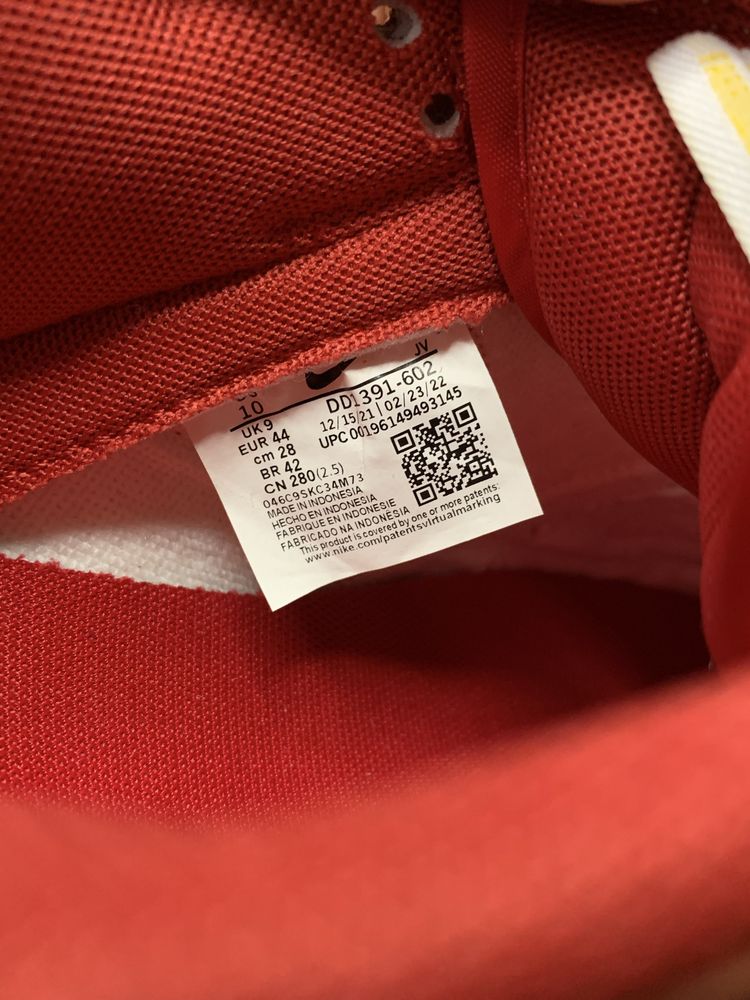 JV
10
DD1391-602
UK 9
12/15/21 | 02/23/22
EUR 44
UPC 00196149493145
cm 28
BR 42
CN 280(2.5)
046C9SKC34M73
MADE IN INDONESIA
HECHO EN INDONESIE
FABRIQUE EN INDONESIE
FABRICADO NA INDONÉSIA
This product is covered by one or more patents:
www.nike.com/patentsvirtualmarking